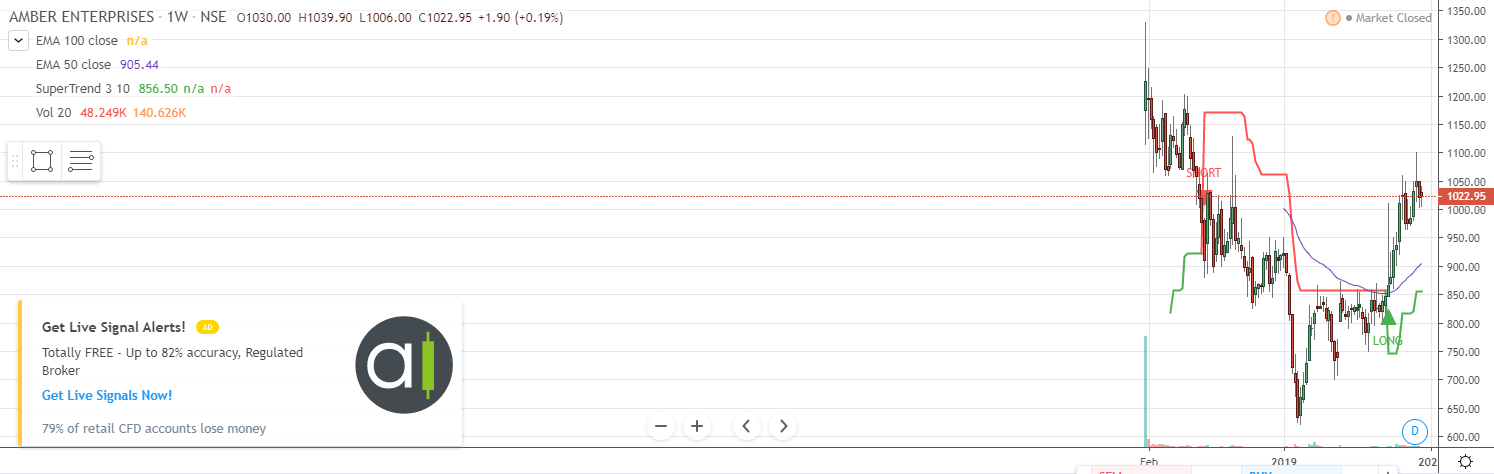 AMBER ENTERPRISES · 1W · NSE O1030.00 H1039.90 L1006.00 C1022.95 +1.90 (+0.19%)
! Market Closed
EMA 100 close n/a
EMA 50 close 905.44
SuperTrend 3 10 856.50 n/a n/a
Vol 20 48.249K 140.626K
1350.00
1300.00
1250.00
1200.00
1150.00
1100.00
1050.00
1022.95
1000.00
950.00
900.00
850.00
800.00
750.00
700.00
650.00
600.00
SHORT
LONG
Get Live Signal Alerts! AD
Totally FREE - Up to 82% accuracy, Regulated
Broker
Get Live Signals Now!
79% of retail CFD accounts lose money
a
D
Feb 2019 202
SELL BUY